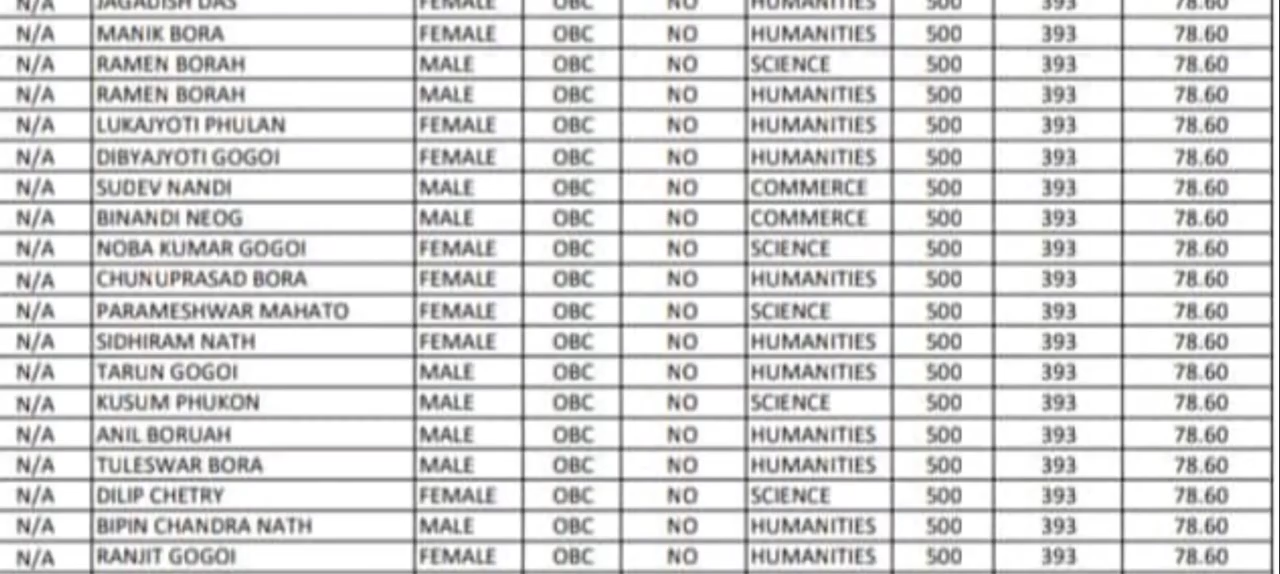 N/A JAGADISH DAS FEMALE OBC NO HUMANITIES 500 393 78.60
N/A MANIK BORA FEMALE OBC NO HUMANITIES 500 393 78.60
N/A RAMEN BORAH MALE OBC NO SCIENCE 500 393 78.60
N/A RAMEN BORAH MALE OBC NO HUMANITIES 500 393 78.60
N/A LUKAJYOTI PHULAN FEMALE OBC NO HUMANITIES 500 393 78.60
N/A DIBYAJYOTI GOGOI FEMALE OBC NO HUMANITIES 500 393 78.60
N/A SUDEV NANDI MALE OBC NO COMMERCE 500 393 78.60
N/A BINANDI NEOG MALE OBC NO COMMERCE 500 393 78.60
N/A NOBA KUMAR GOGOI FEMALE OBC NO SCIENCE 500 393 78.60
N/A CHUNUPRASAD BORA FEMALE OBC NO HUMANITIES 500 393 78.60
N/A PARAMESHWAR MAHATO FEMALE OBC NO SCIENCE 500 393 78.60
N/A SIDHIRAM NATH FEMALE OBC NO HUMANITIES 500 393 78.60
N/A TARUN GOGOI MALE OBC NO HUMANITIES 500 393 78.60
N/A KUSUM PHUKON MALE OBC NO SCIENCE 500 393 78.60
N/A ANIL BORUAH MALE OBC NO HUMANITIES 500 393 78.60
N/A TULESWAR BORA MALE OBC NO HUMANITIES 500 393 78.60
N/A DILIP CHETRY FEMALE OBC NO SCIENCE 500 393 78.60
N/A BIPIN CHANDRA NATH MALE OBC NO HUMANITIES 500 393 78.60
N/A RANJIT GOGOI FEMALE OBC NO HUMANITIES 500 393 78.60